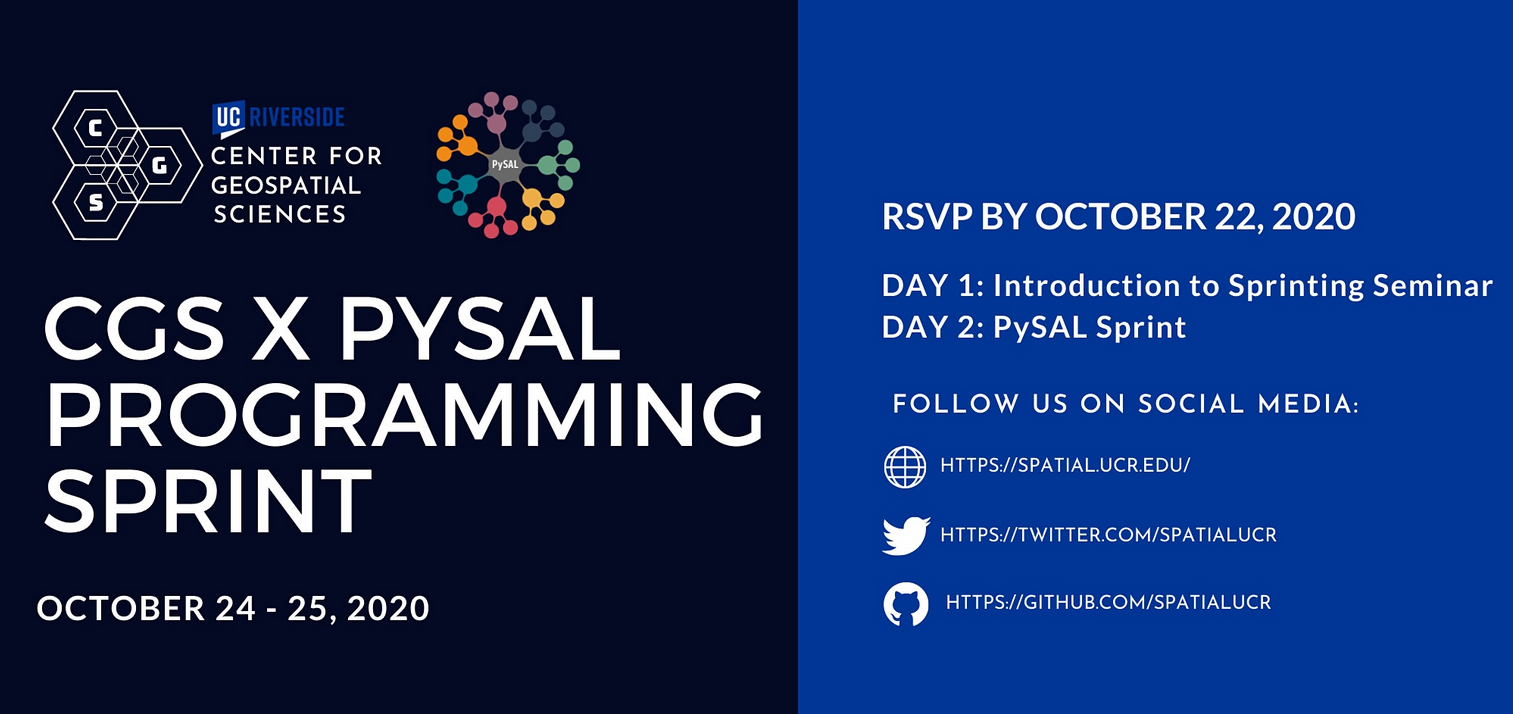 C
G
S
UC RIVERSIDE
CENTER FOR
GEOSPATIAL
SCIENCES
PySAL
CGS X PYSAL
PROGRAMMING
SPRINT
OCTOBER 24 - 25, 2020
RSVP BY OCTOBER 22, 2020
DAY 1: Introduction to Sprinting Seminar
DAY 2: PySAL Sprint
FOLLOW US ON SOCIAL MEDIA:
HTTPS://SPATIAL.UCR.EDU/
HTTPS://TWITTER.COM/SPATIALUCR
HTTPS://GITHUB.COM/SPATIALUCR